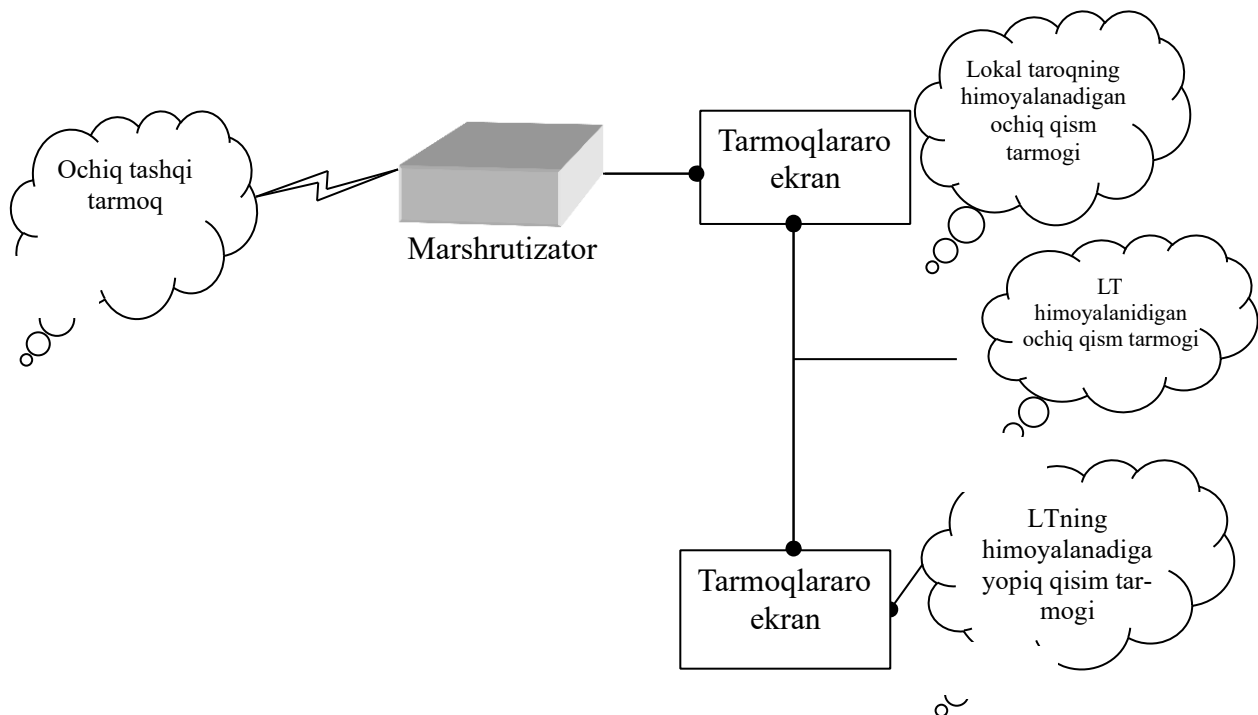 Ochiq tashqi
tarmoq
Marshrutizator
Tarmoqlararo
ekran
Lokal taroqning
himoyalanadigan
ochiq qism
tarmogi
LT
himoyalanidigan
ochiq qism tarmogi
Tarmoqlararo
ekran
LTning
himoyalanadiga
yopiq qisim tar-
mogi